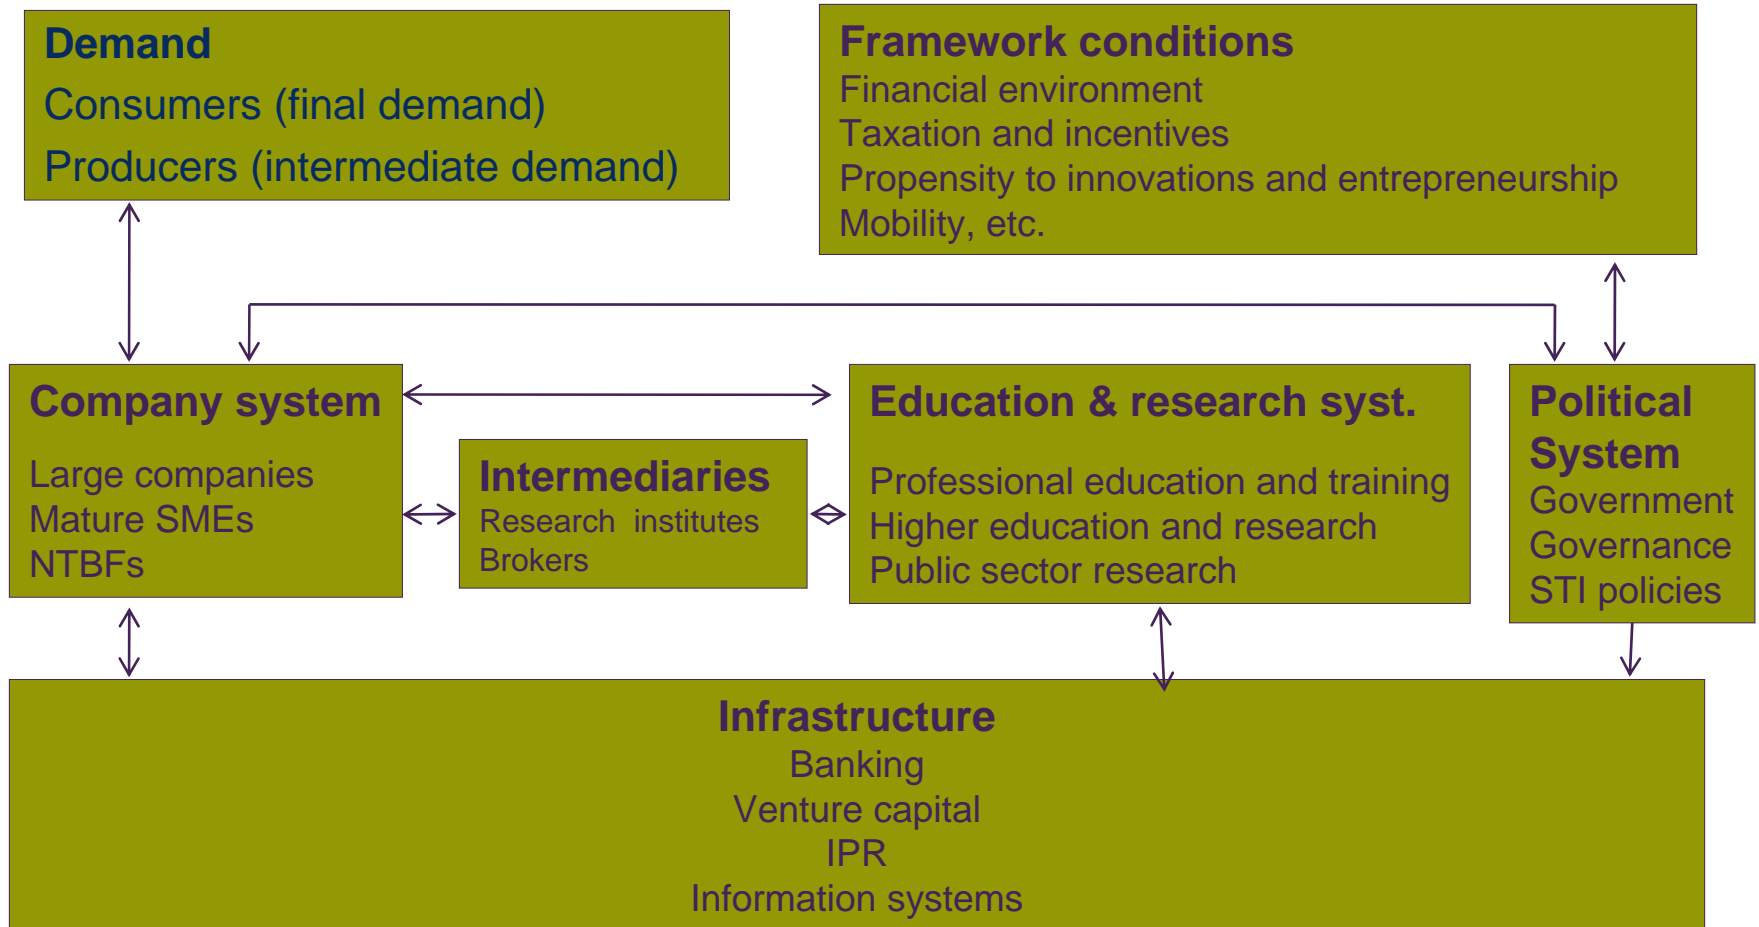 Demand
Consumers (final demand)
Producers (intermediate demand)
Framework conditions
Financial environment
Taxation and incentives
Propensity to innovations and entrepreneurship
Mobility, etc.
Company system
Large companies
Mature SMEs
NTBFs
Intermediaries
Research institutes
Brokers
Education & research syst.
Professional education and training
Higher education and research
Public sector research
Political
System
Government
Governance
STI policies
Infrastructure
Banking
Venture capital
IPR
Information systems